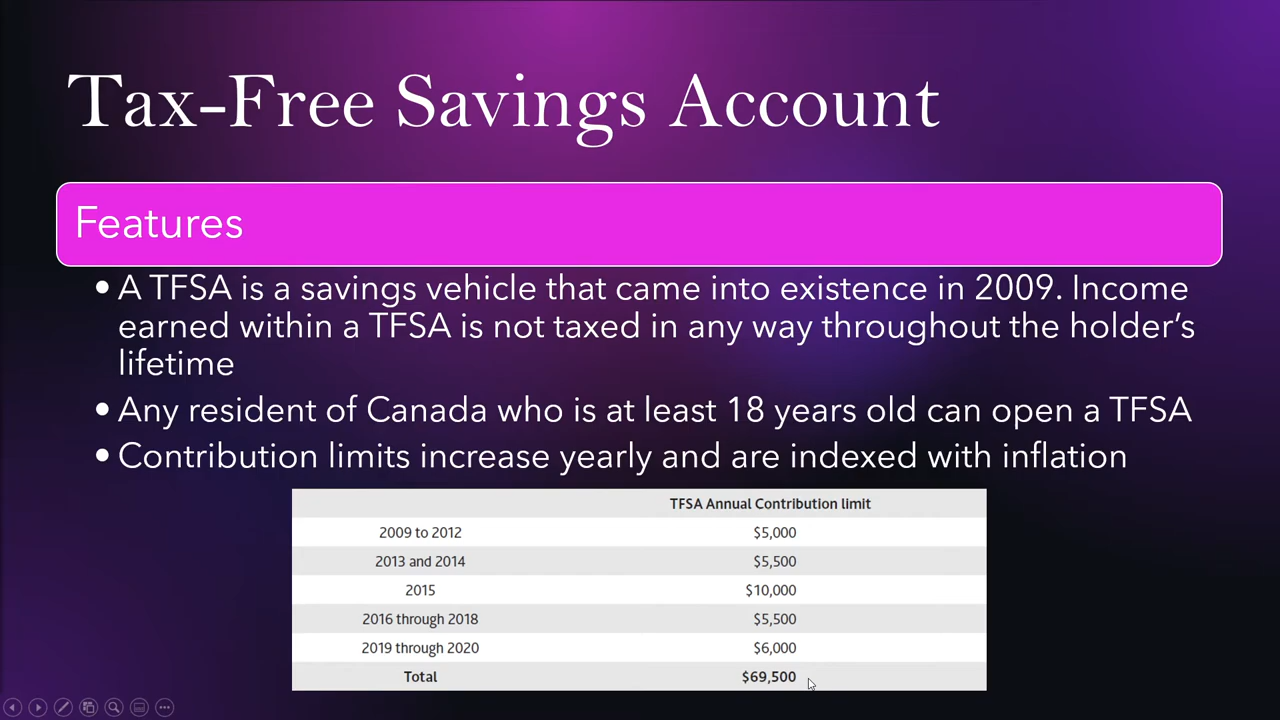 Tax-Free Savings Account
Features
• A TFSA is a savings vehicle that came into existence in 2009. Income
earned within a TFSA is not taxed in any way throughout the holder’s
lifetime
• Any resident of Canada who is at least 18 years old can open a TFSA
• Contribution limits increase yearly and are indexed with inflation
TFSA Annual Contribution limit
2009 to 2012 $5,000
2013 and 2014 $5,500
2015 $10,000
2016 through 2018 $5,500
2019 through 2020 $6,000
Total $69,500